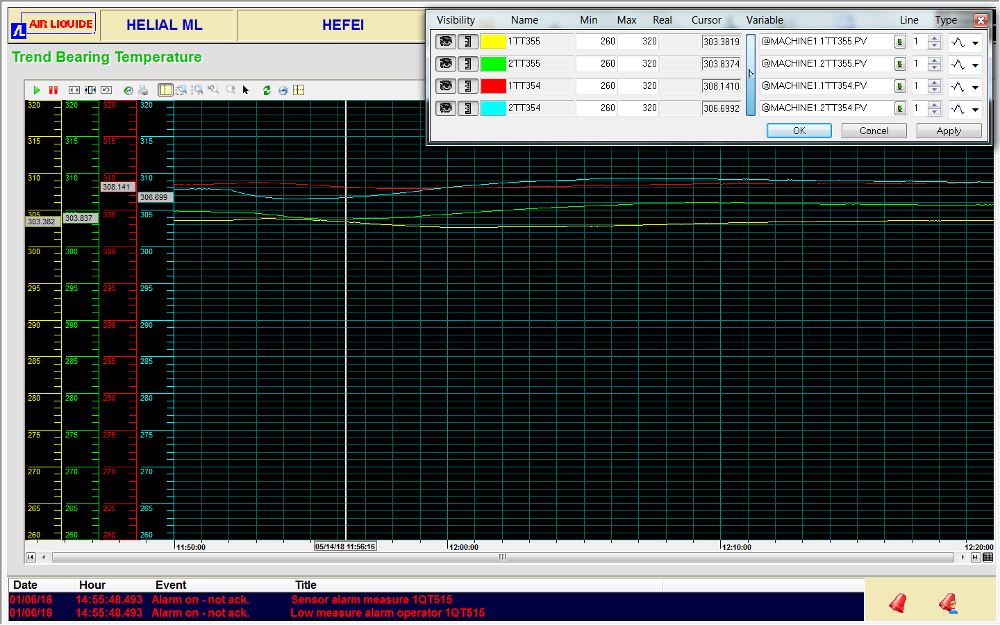 AIR LIQUIDE
HELIAL ML
HEFEI
Trend Bearing Temperature
Visibility Name Min Max Real Cursor Variable Line Type
1TT355 260 320 303.3819 @MACHINE1.1TT355.PV 1
2TT355 260 320 303.8374 @MACHINE1.2TT355.PV 1
1TT354 260 320 308.1410 @MACHINE1.1TT354.PV 1
2TT354 260 320 306.6992 @MACHINE1.2TT354.PV 1
OK Cancel Apply
320 320 320 320
315 315 315 315
310 310 310 310
308.141
306.699
305 305 305 305
303.382 303.837
300 300 300 300
295 295 295 295
290 290 290 290
285 285 285 285
280 280 280 280
275 275 275 275
270 270 270 270
265 265 265 265
260 260 260 260
11:50:00 05/14/18 11:56:16 12:00:00 12:10:00 12:20:00
Date Hour Event Title
01/06/18 14:55:48.493 Alarm on - not ack. Sensor alarm measure 1QT515
01/06/18 14:55:48.493 Alarm on - not ack. Low measure alarm operator 1QT515